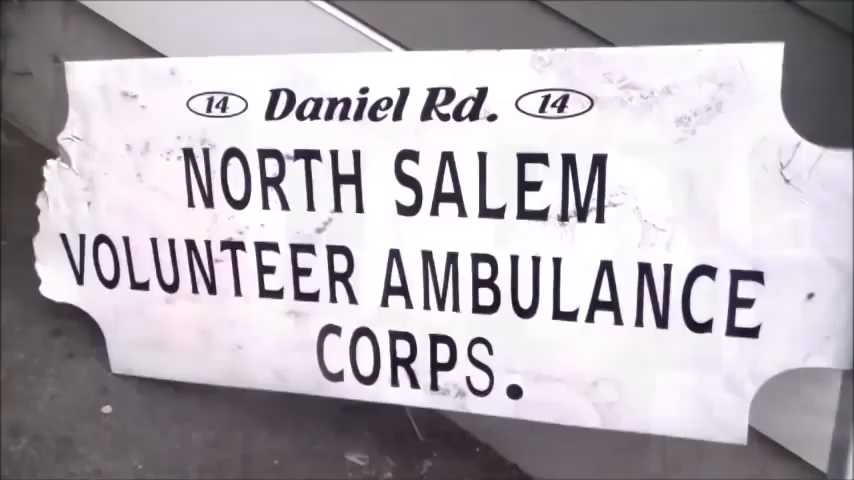 14 Daniel Rd. 14
NORTH SALEM
VOLUNTEER AMBULANCE
CORPS.